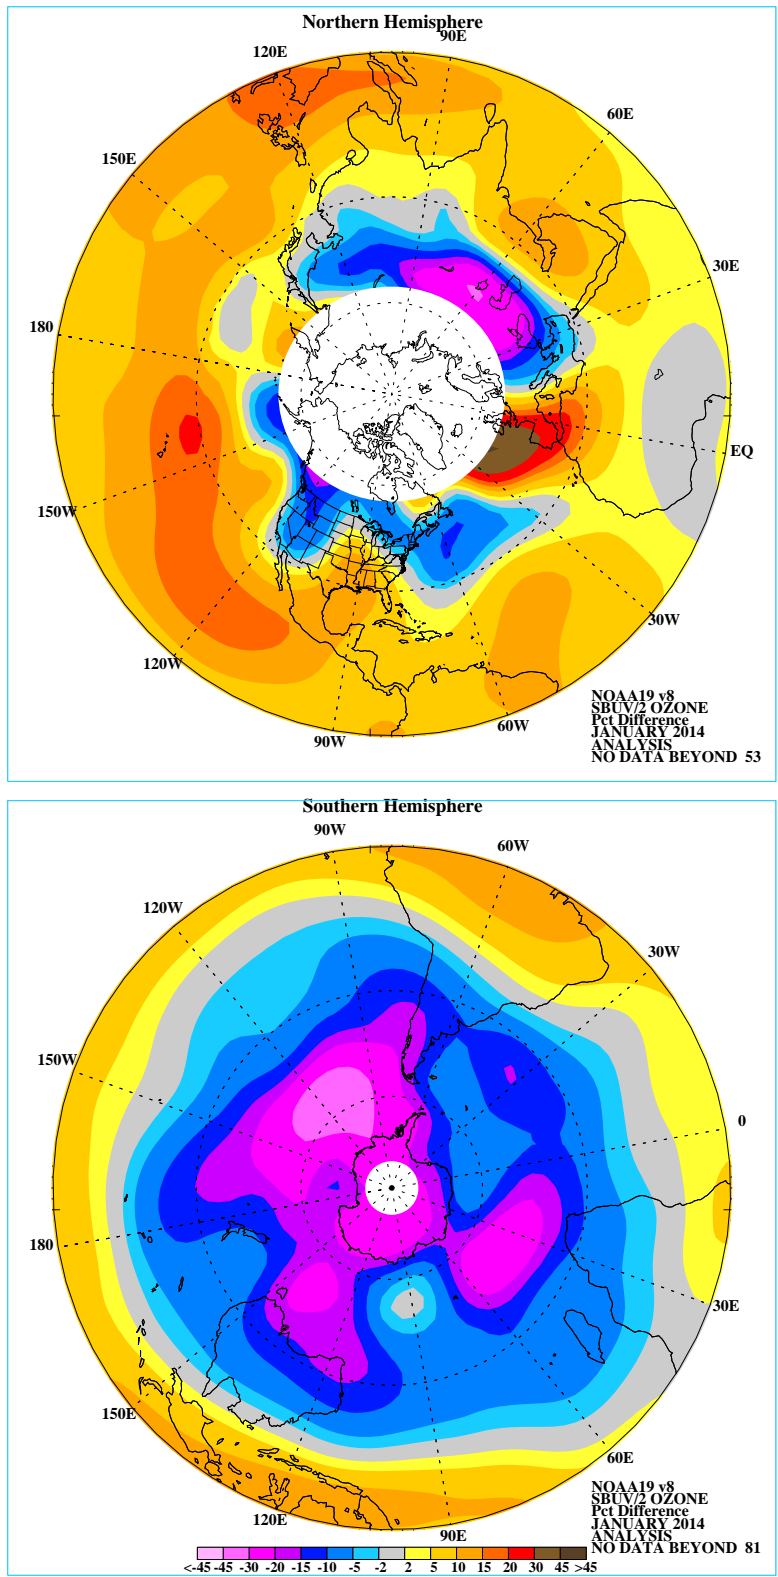 Northern Hemisphere
90E
120E
60E
150E
30E
180
EQ
150W
30W
120W
60W
90W
NOAA19 v8
SBUV/2 OZONE
Pct Difference
JANUARY 2014
ANALYSIS
NO DATA BEYOND 53
Southern Hemisphere
90W
60W
120W
30W
150W
0
180
30E
150E
60E
120E
90E
NOAA19 v8
SBUV/2 OZONE
Pct Difference
JANUARY 2014
ANALYSIS
NO DATA BEYOND 81
<-45 -45 -30 -20 -15 -10 -5 -2 2 5 10 15 20 30 45 >45